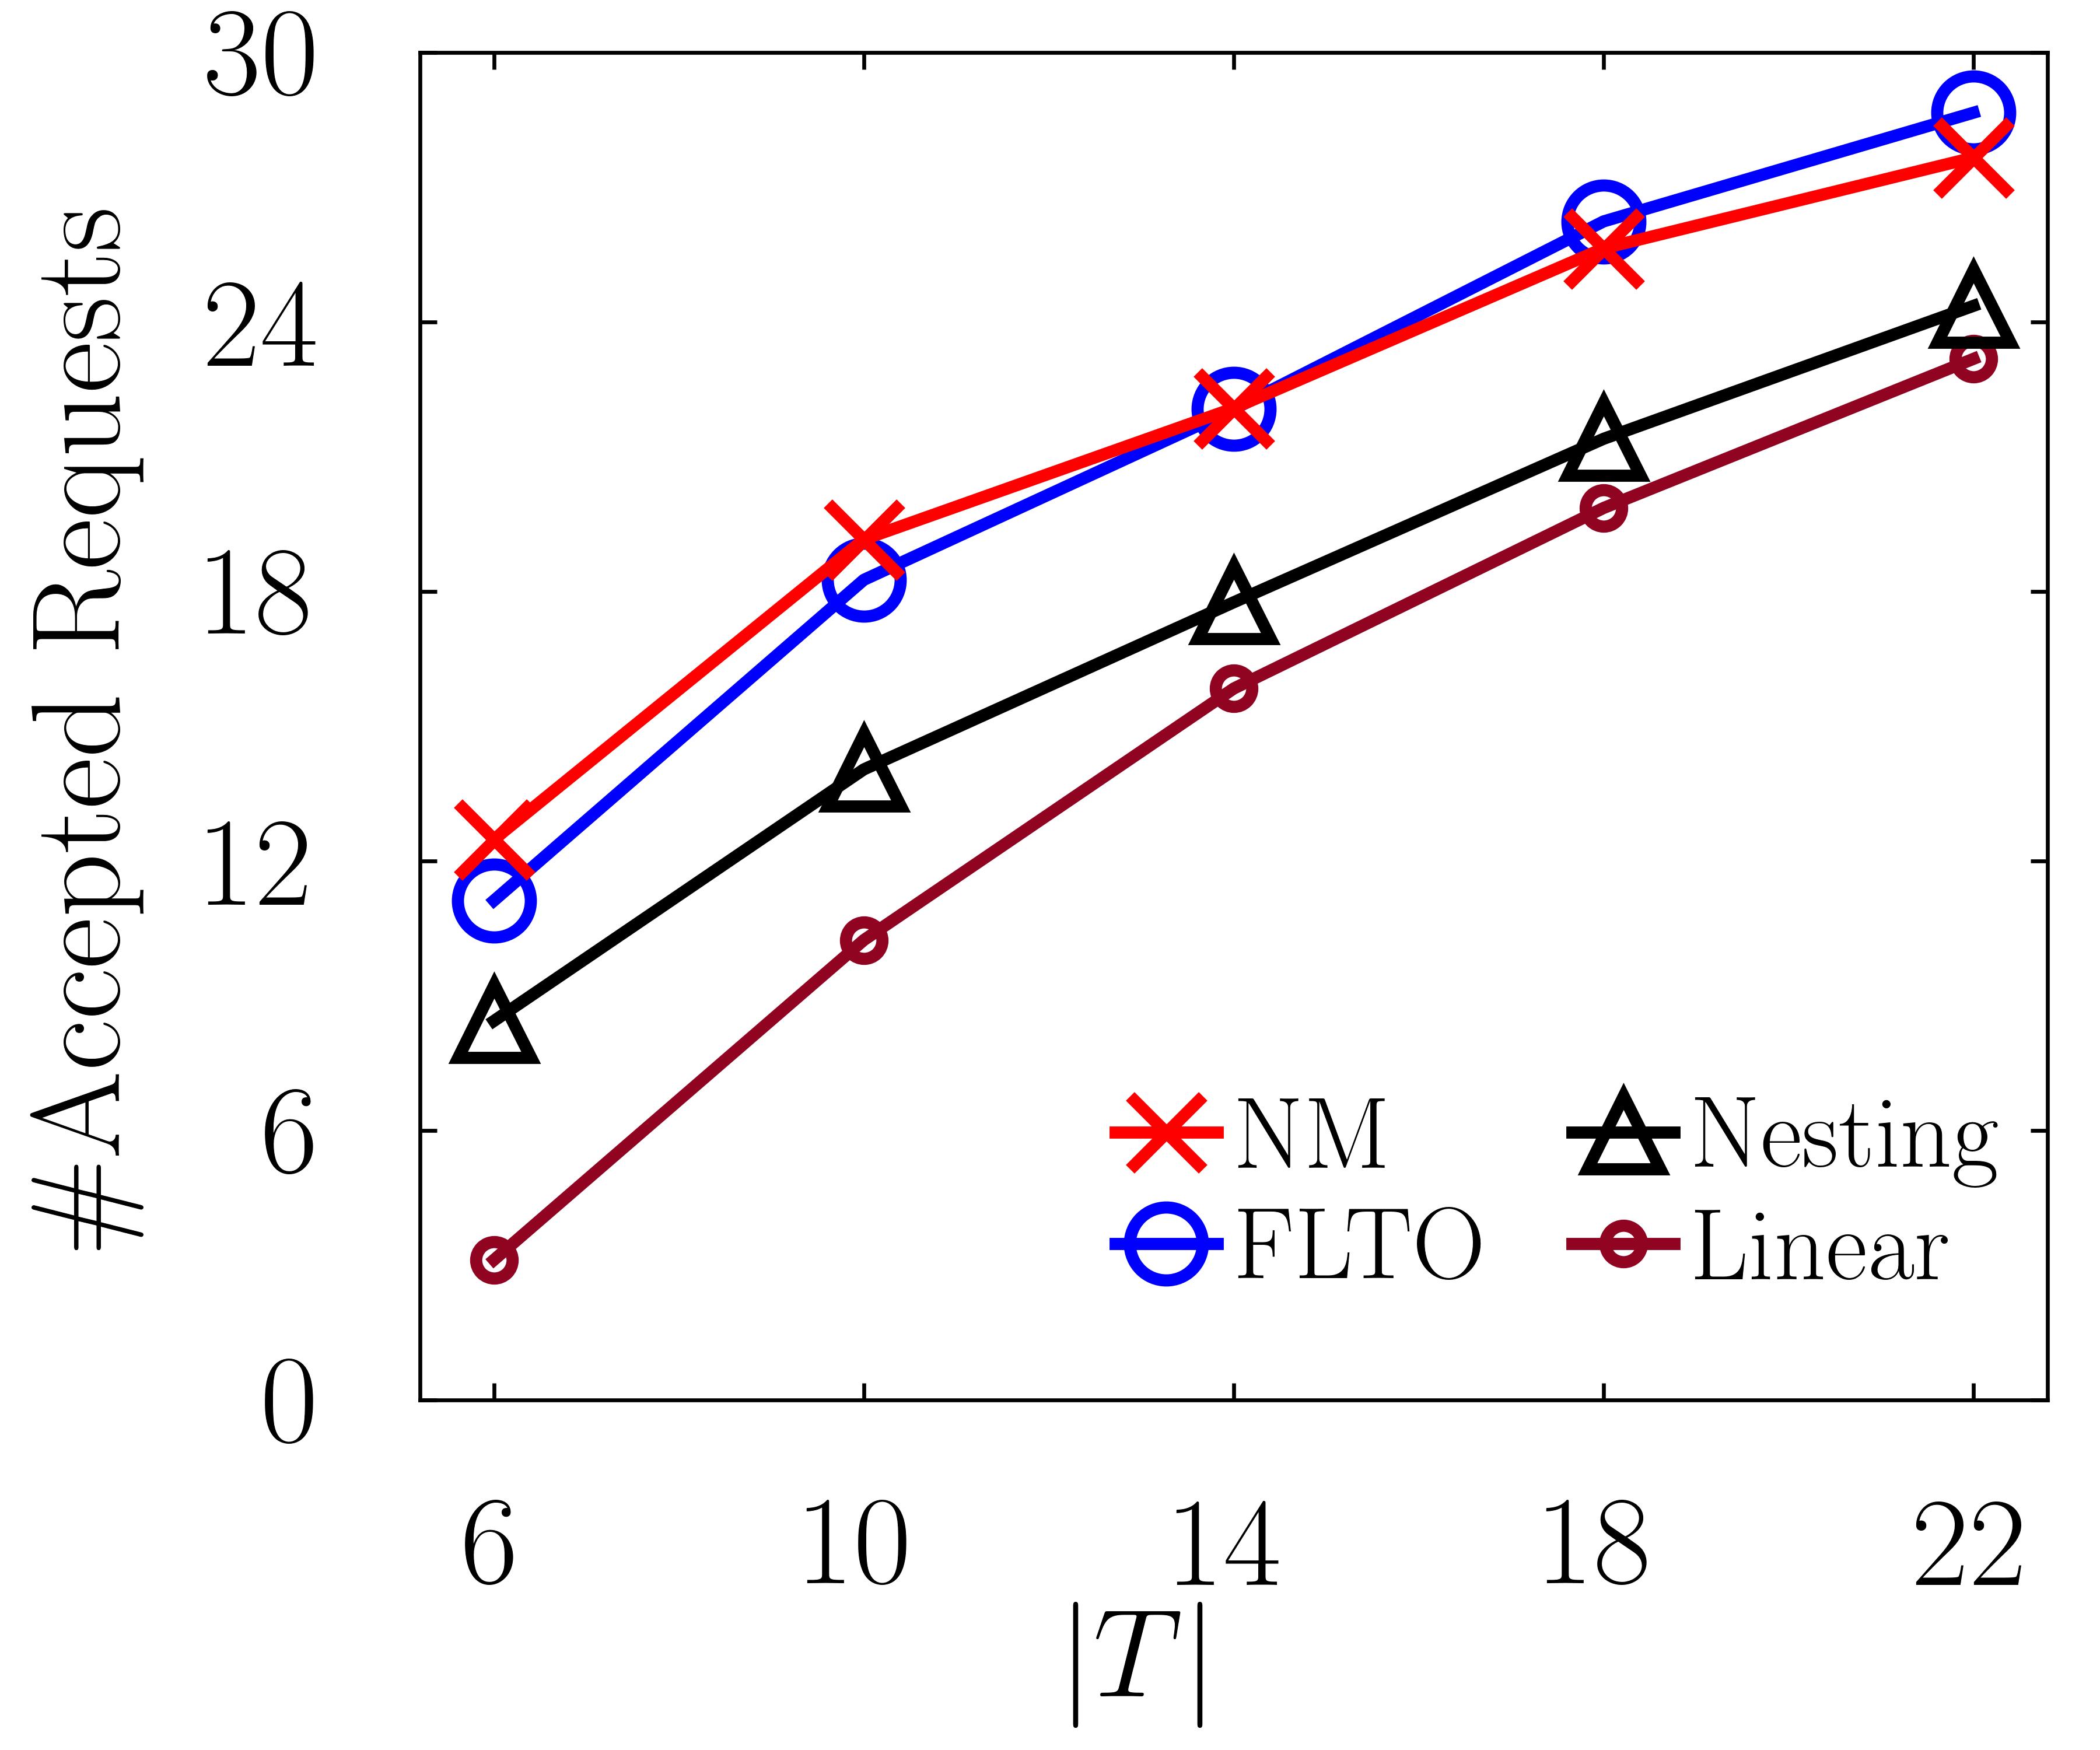 #Accepted Requests
30
24
18
12
6
0
NM
Nesting
FLTO
Linear
6 10 14 18 22
|T|